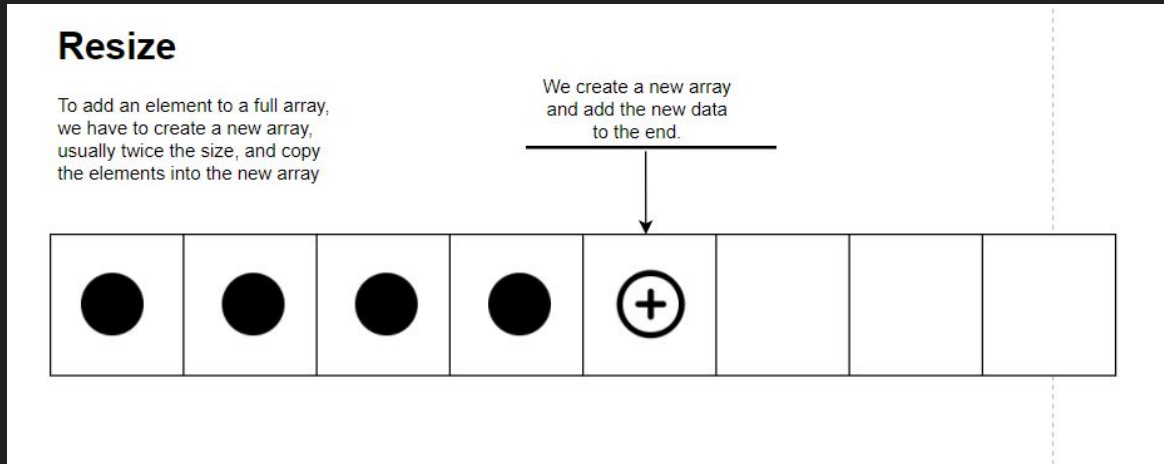 Resize
To add an element to a full array,
we have to create a new array,
usually twice the size, and copy
the elements into the new array
We create a new array
and add the new data
to the end.